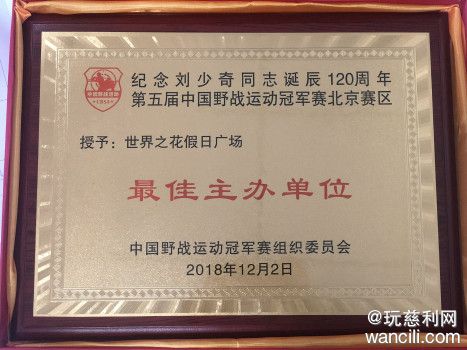 纪念刘少奇同志诞辰120周年
第五届中国野战运动冠军赛北京赛区
授予：世界之花假日广场
最佳主办单位
中国野战运动冠军赛组织委员会
2018年12月2日
@玩慈利网
wancili.com